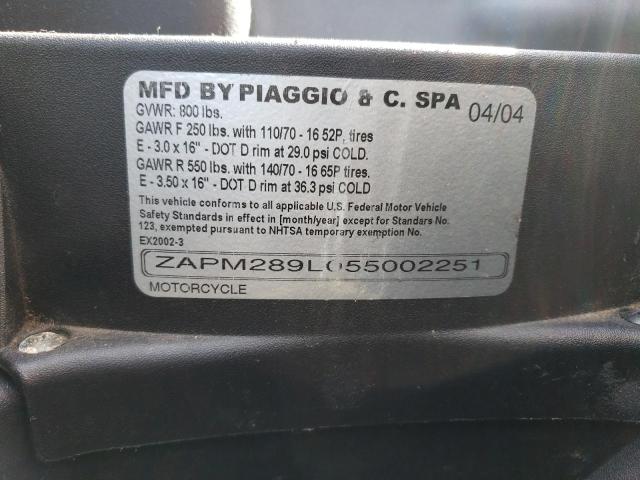 MFD BY PIAGGIO & C. SPA 04/04
GVWR: 800 lbs.
GAWR F 250 lbs. with 110/70 - 16 52P, tires
E - 3.0 x 16" - DOT D rim at 29.0 psi COLD.
GAWR R 550 lbs. with 140/70 - 16 65P tires.
E - 3.50 x 16" - DOT D rim at 36.3 psi COLD
This vehicle conforms to all applicable U.S. Federal Motor Vehicle
Safety Standards in effect in [month/year] except for Standars No.
123, exempted pursuant to NHTSA temporary exemption No.
EX2002-3
ZAPM289L055002251
MOTORCYCLE